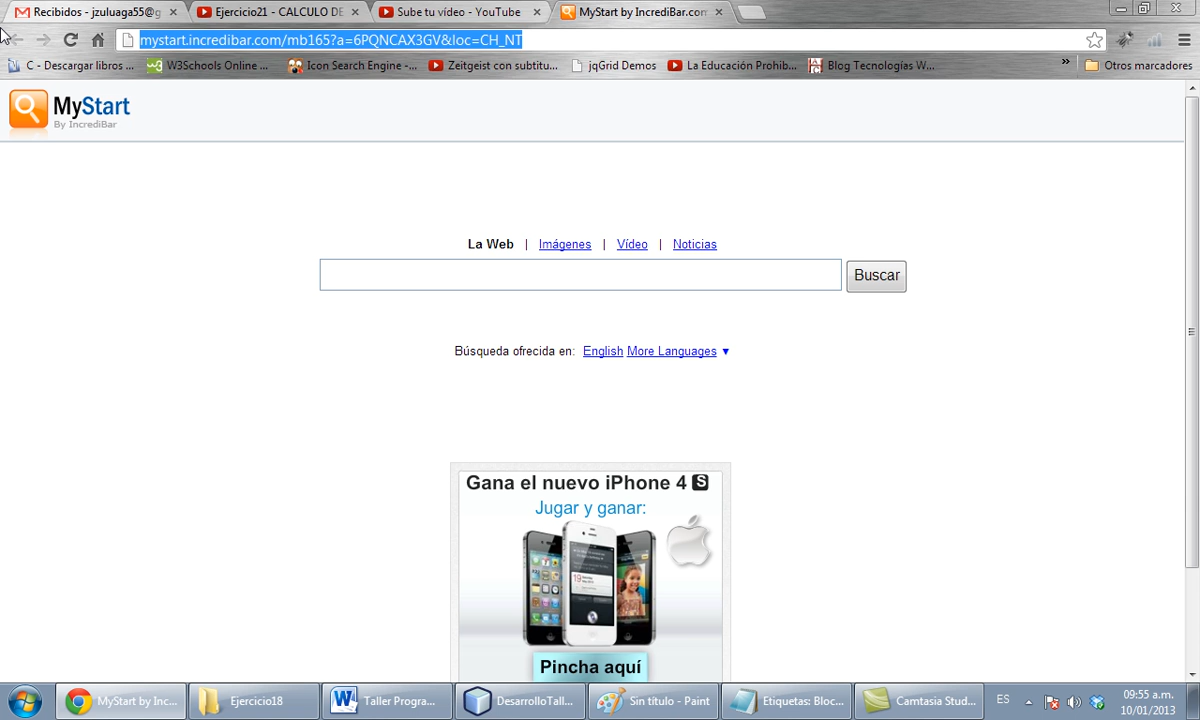 Recibidos - jzuluaga55@g
Ejercicio21 - CALCULO DE
Sube tu vídeo - YouTube
MyStart by IncrediBar.com
mystart.incredibar.com/mb165?a=6PQNCAX3GV&loc=CH_NT
C - Descargar libros ...
W3Schools Online ...
Icon Search Engine -...
Zeitgeist con subtitu...
jqGrid Demos
La Educación Prohib...
Blog Tecnologías W...
»
Otros marcadores
MyStart
By IncrediBar
La Web | Imágenes | Vídeo | Noticias
Buscar
Búsqueda ofrecida en: English More Languages ▼
Gana el nuevo iPhone 4 S
Jugar y ganar:
Pincha aquí
MyStart by Inc...
Ejercicio18
Taller Progra...
DesarrolloTall...
Sin título - Paint
Etiquetas: Bloc...
Camtasia Stud...
ES
09:55 a.m.
10/01/2013